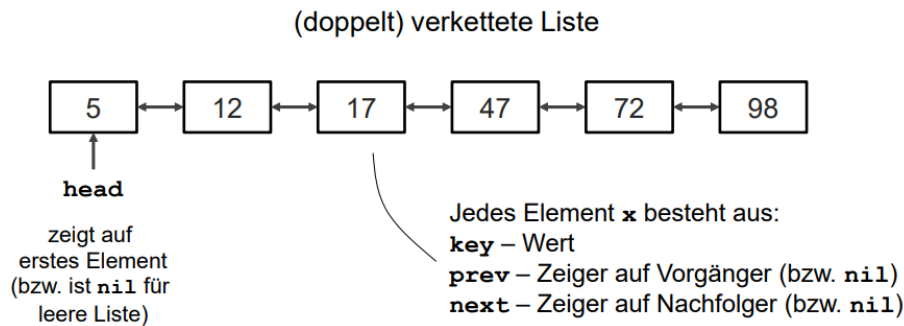 (doppelt) verkettete Liste
5 12 17 47 72 98
head
zeigt auf
erstes Element
(bzw. ist nil für
leere Liste)
Jedes Element x besteht aus:
key – Wert
prev – Zeiger auf Vorgänger (bzw. nil)
next – Zeiger auf Nachfolger (bzw. nil)